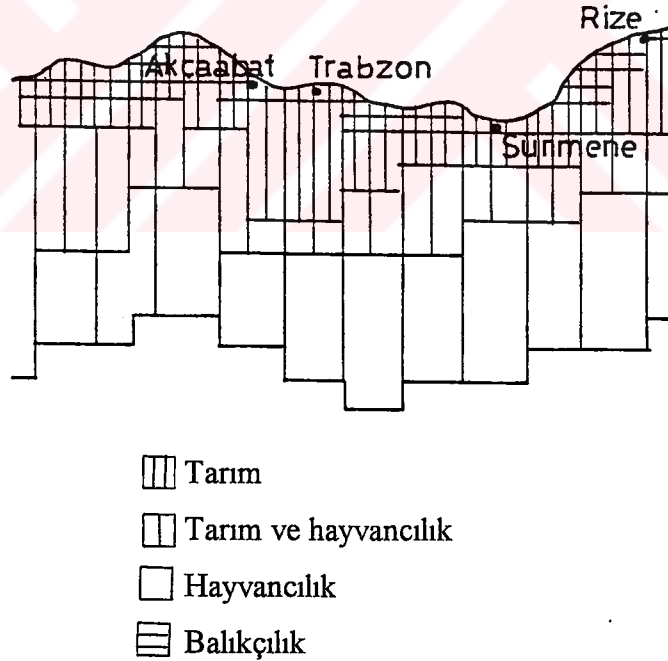 Rize
Akçaabat Trabzon
Sürmene
Tarım
Tarım ve hayvancılık
Hayvancılık
Balıkçılık